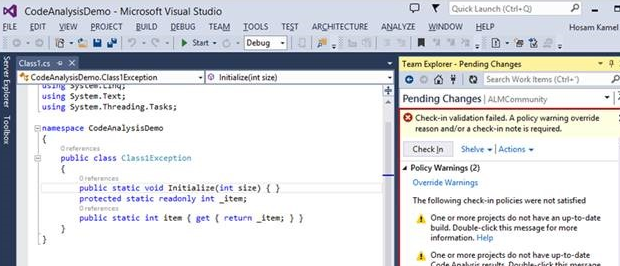 CodeAnalysisDemo - Microsoft Visual Studio
Quick Launch (Ctrl+Q)
FILE EDIT VIEW PROJECT BUILD DEBUG TEAM TOOLS TEST ARCHITECTURE ANALYZE WINDOW HELP
Hosam Kamel
Start
Debug
Server Explorer
Toolbox
Class1.cs
CodeAnalysisDemo.Class1Exception
Initialize(int size)
using System.Linq;
using System.Text;
using System.Threading.Tasks;
namespace CodeAnalysisDemo
{
0 references
public class Class1Exception
{
0 references
public static void Initialize(int size) { }
protected static readonly int _item;
0 references
public static int item { get { return _item; } }
}
}
Team Explorer - Pending Changes
Search Work Items (Ctrl+')
Pending Changes | ALMCommunity
Check-in validation failed. A policy warning override
reason and/or a check-in note is required.
Check In
Shelve
Actions
Policy Warnings (2)
Override Warnings
The following check-in policies were not satisfied
One or more projects do not have an up-to-date
build. Double-click this message for more
information. Help
One or more projects do not have an up-to-date
Code Analysis results. Double-click this message